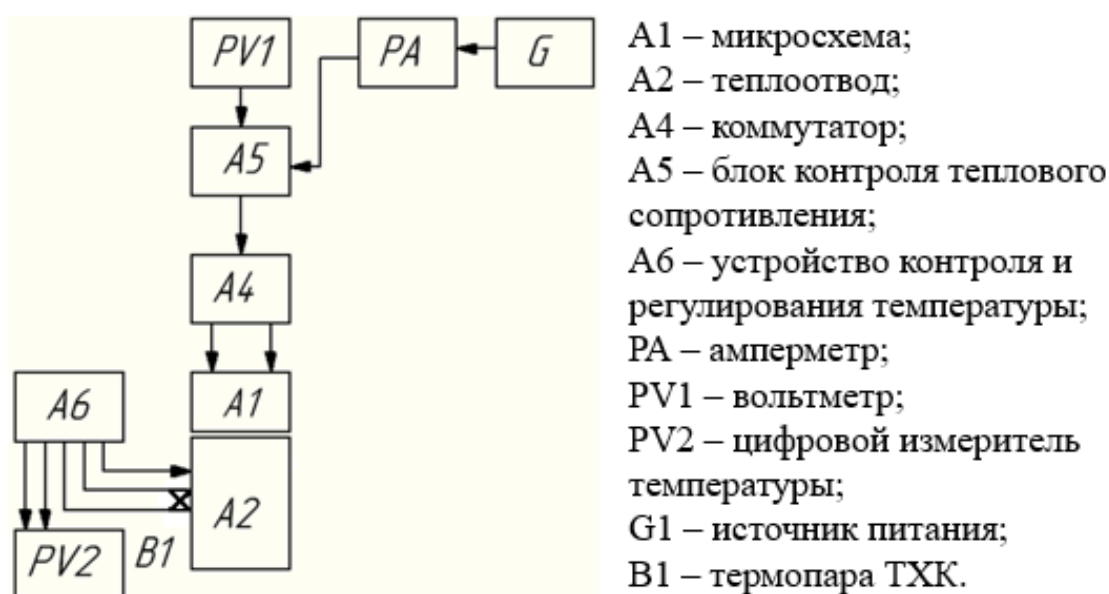 PV1
PA
G
A5
A4
A1
A6
A2
PV2
B1
А1 – микросхема;
А2 – теплоотвод;
А4 – коммутатор;
А5 – блок контроля теплового
сопротивления;
А6 – устройство контроля и
регулирования температуры;
РА – амперметр;
PV1 – вольтметр;
PV2 – цифровой измеритель
температуры;
G1 – источник питания;
В1 – термопара ТХК.